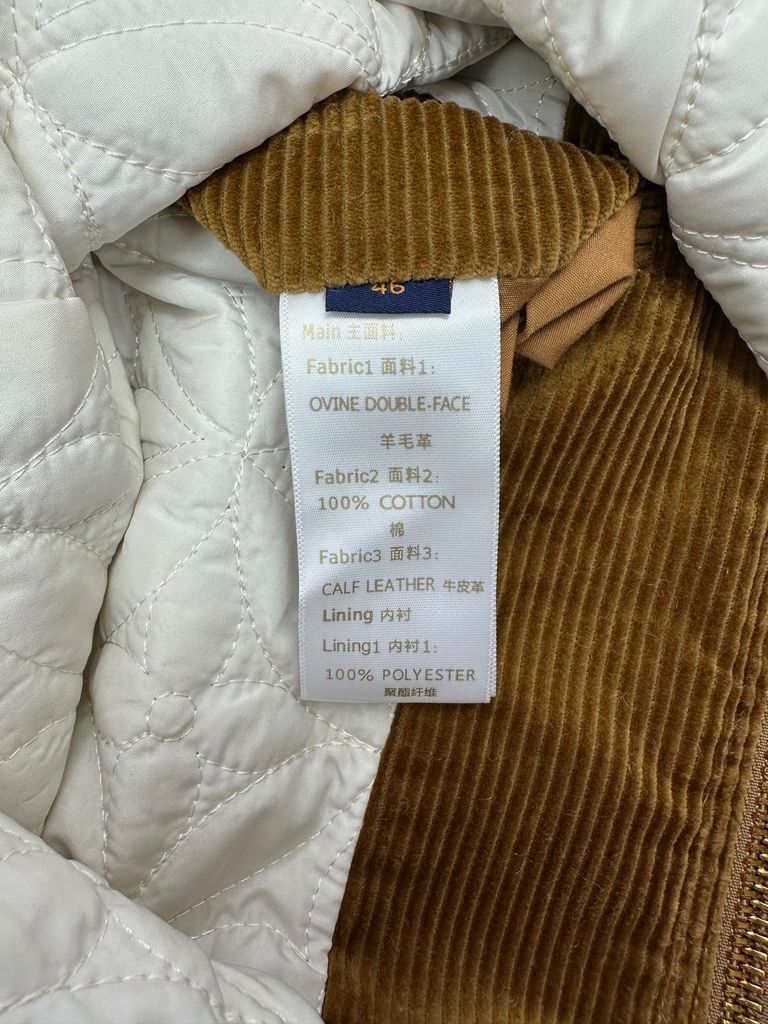 46
Main 主面料:
Fabric1 面料1:
OVINE DOUBLE-FACE
羊毛革
Fabric2 面料2:
100% COTTON
棉
Fabric3 面料3:
CALF LEATHER 牛皮革
Lining 内衬
Lining1 内衬1:
100% POLYESTER
聚酯纤维